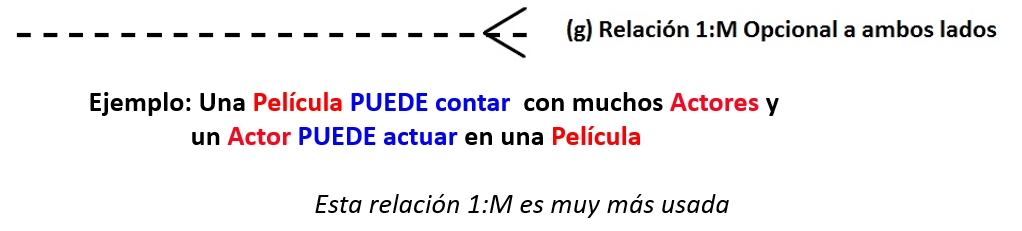 (g) Relación 1:M Opcional a ambos lados
Ejemplo: Una Película PUEDE contar con muchos Actores y
un Actor PUEDE actuar en una Película
Esta relación 1:M es muy más usada